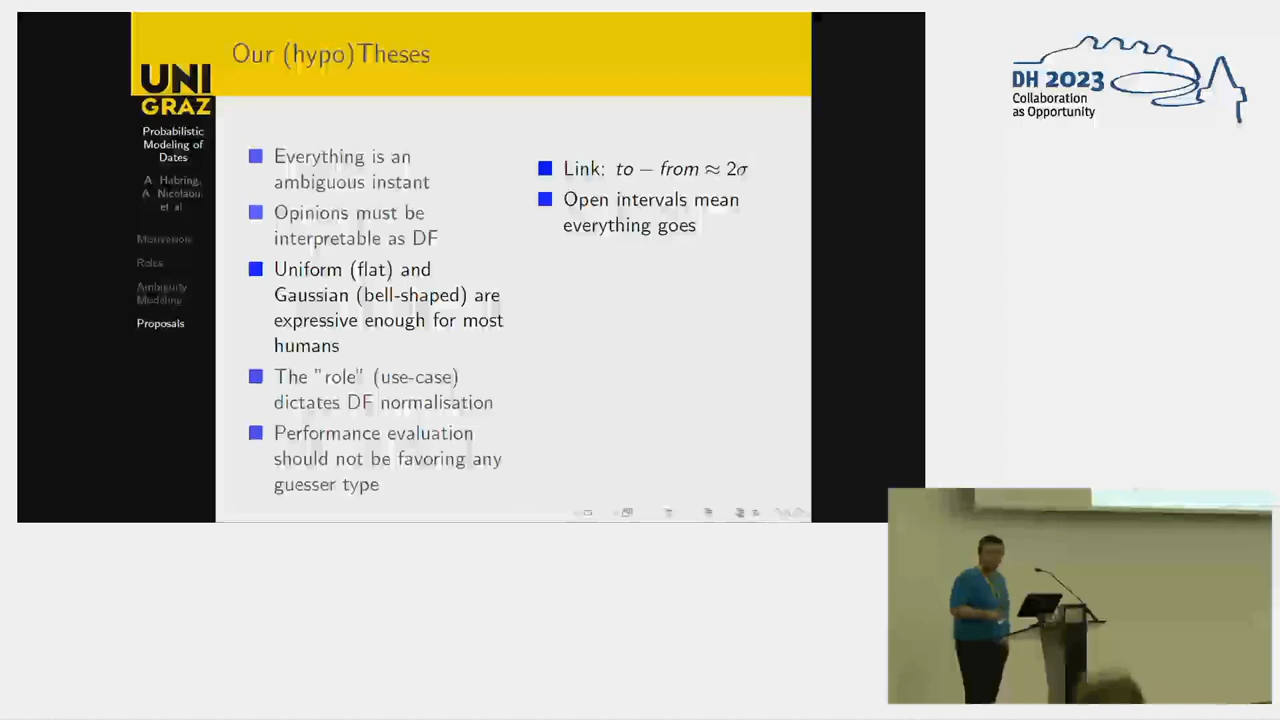 Our (hypo)Theses
UNI
GRAZ
Probabilistic
Modeling of
Dates
A. Habring,
A. Nicolaou,
et al
Motivation
Roles
Ambiguity
Modeling
Proposals
Everything is an
ambiguous instant
Opinions must be
interpretable as DF
Uniform (flat) and
Gaussian (bell-shaped) are
expressive enough for most
humans
The "role" (use-case)
dictates DF normalisation
Performance evaluation
should not be favoring any
guesser type
Link: to − from ≈ 2σ
Open intervals mean
everything goes
DH 2023
Collaboration
as Opportunity